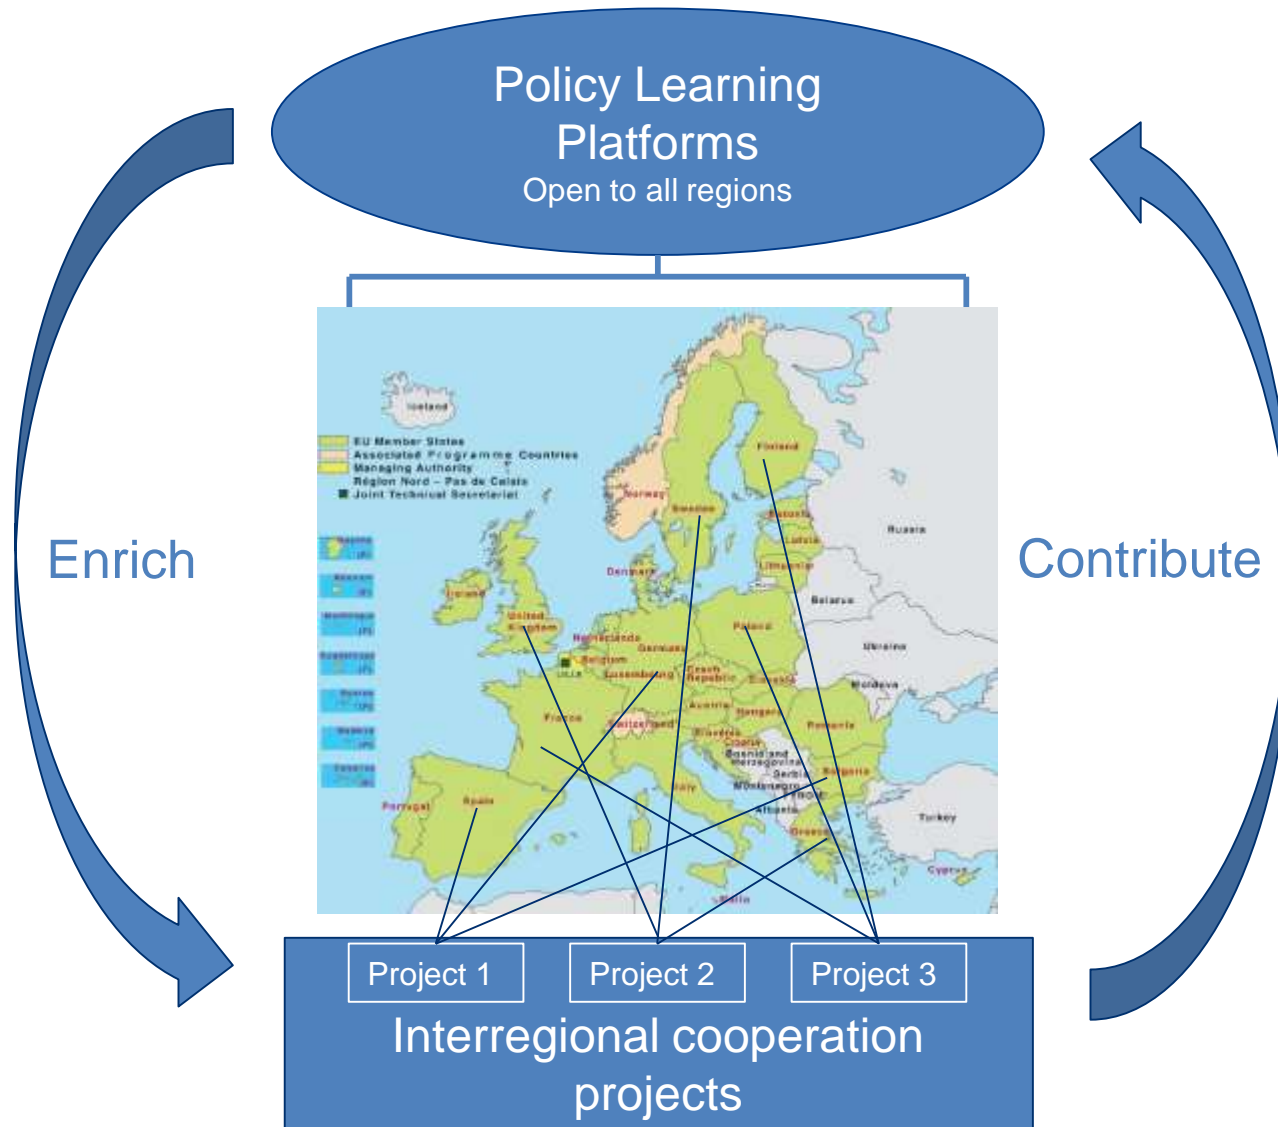 Policy Learning
Platforms
Open to all regions
Iceland
EU Member States
Associated Programme Countries
Managing Authority
Région Nord – Pas de Calais
Joint Technical Secretariat
Finland
Norway
Sweden
Estonia
Russia
Latvia
Enrich
Contribute
Lithuania
Denmark
Ireland
Belarus
United
Kingdom
Poland
Netherlands
Germany
Ukraine
Belgium
LILLE
Luxembourg
Czech
Republic
Slovakia
Moldova
Austria
Hungary
France
Switzerland
Romania
Slovenia
Croatia
Bosnia and
Herzegovina
Serbia
Bulgaria
Montenegro
Italy
Portugal
Spain
Albania
Turkey
Greece
Cyprus
Malta
Project 1
Project 2
Project 3
Interregional cooperation
projects